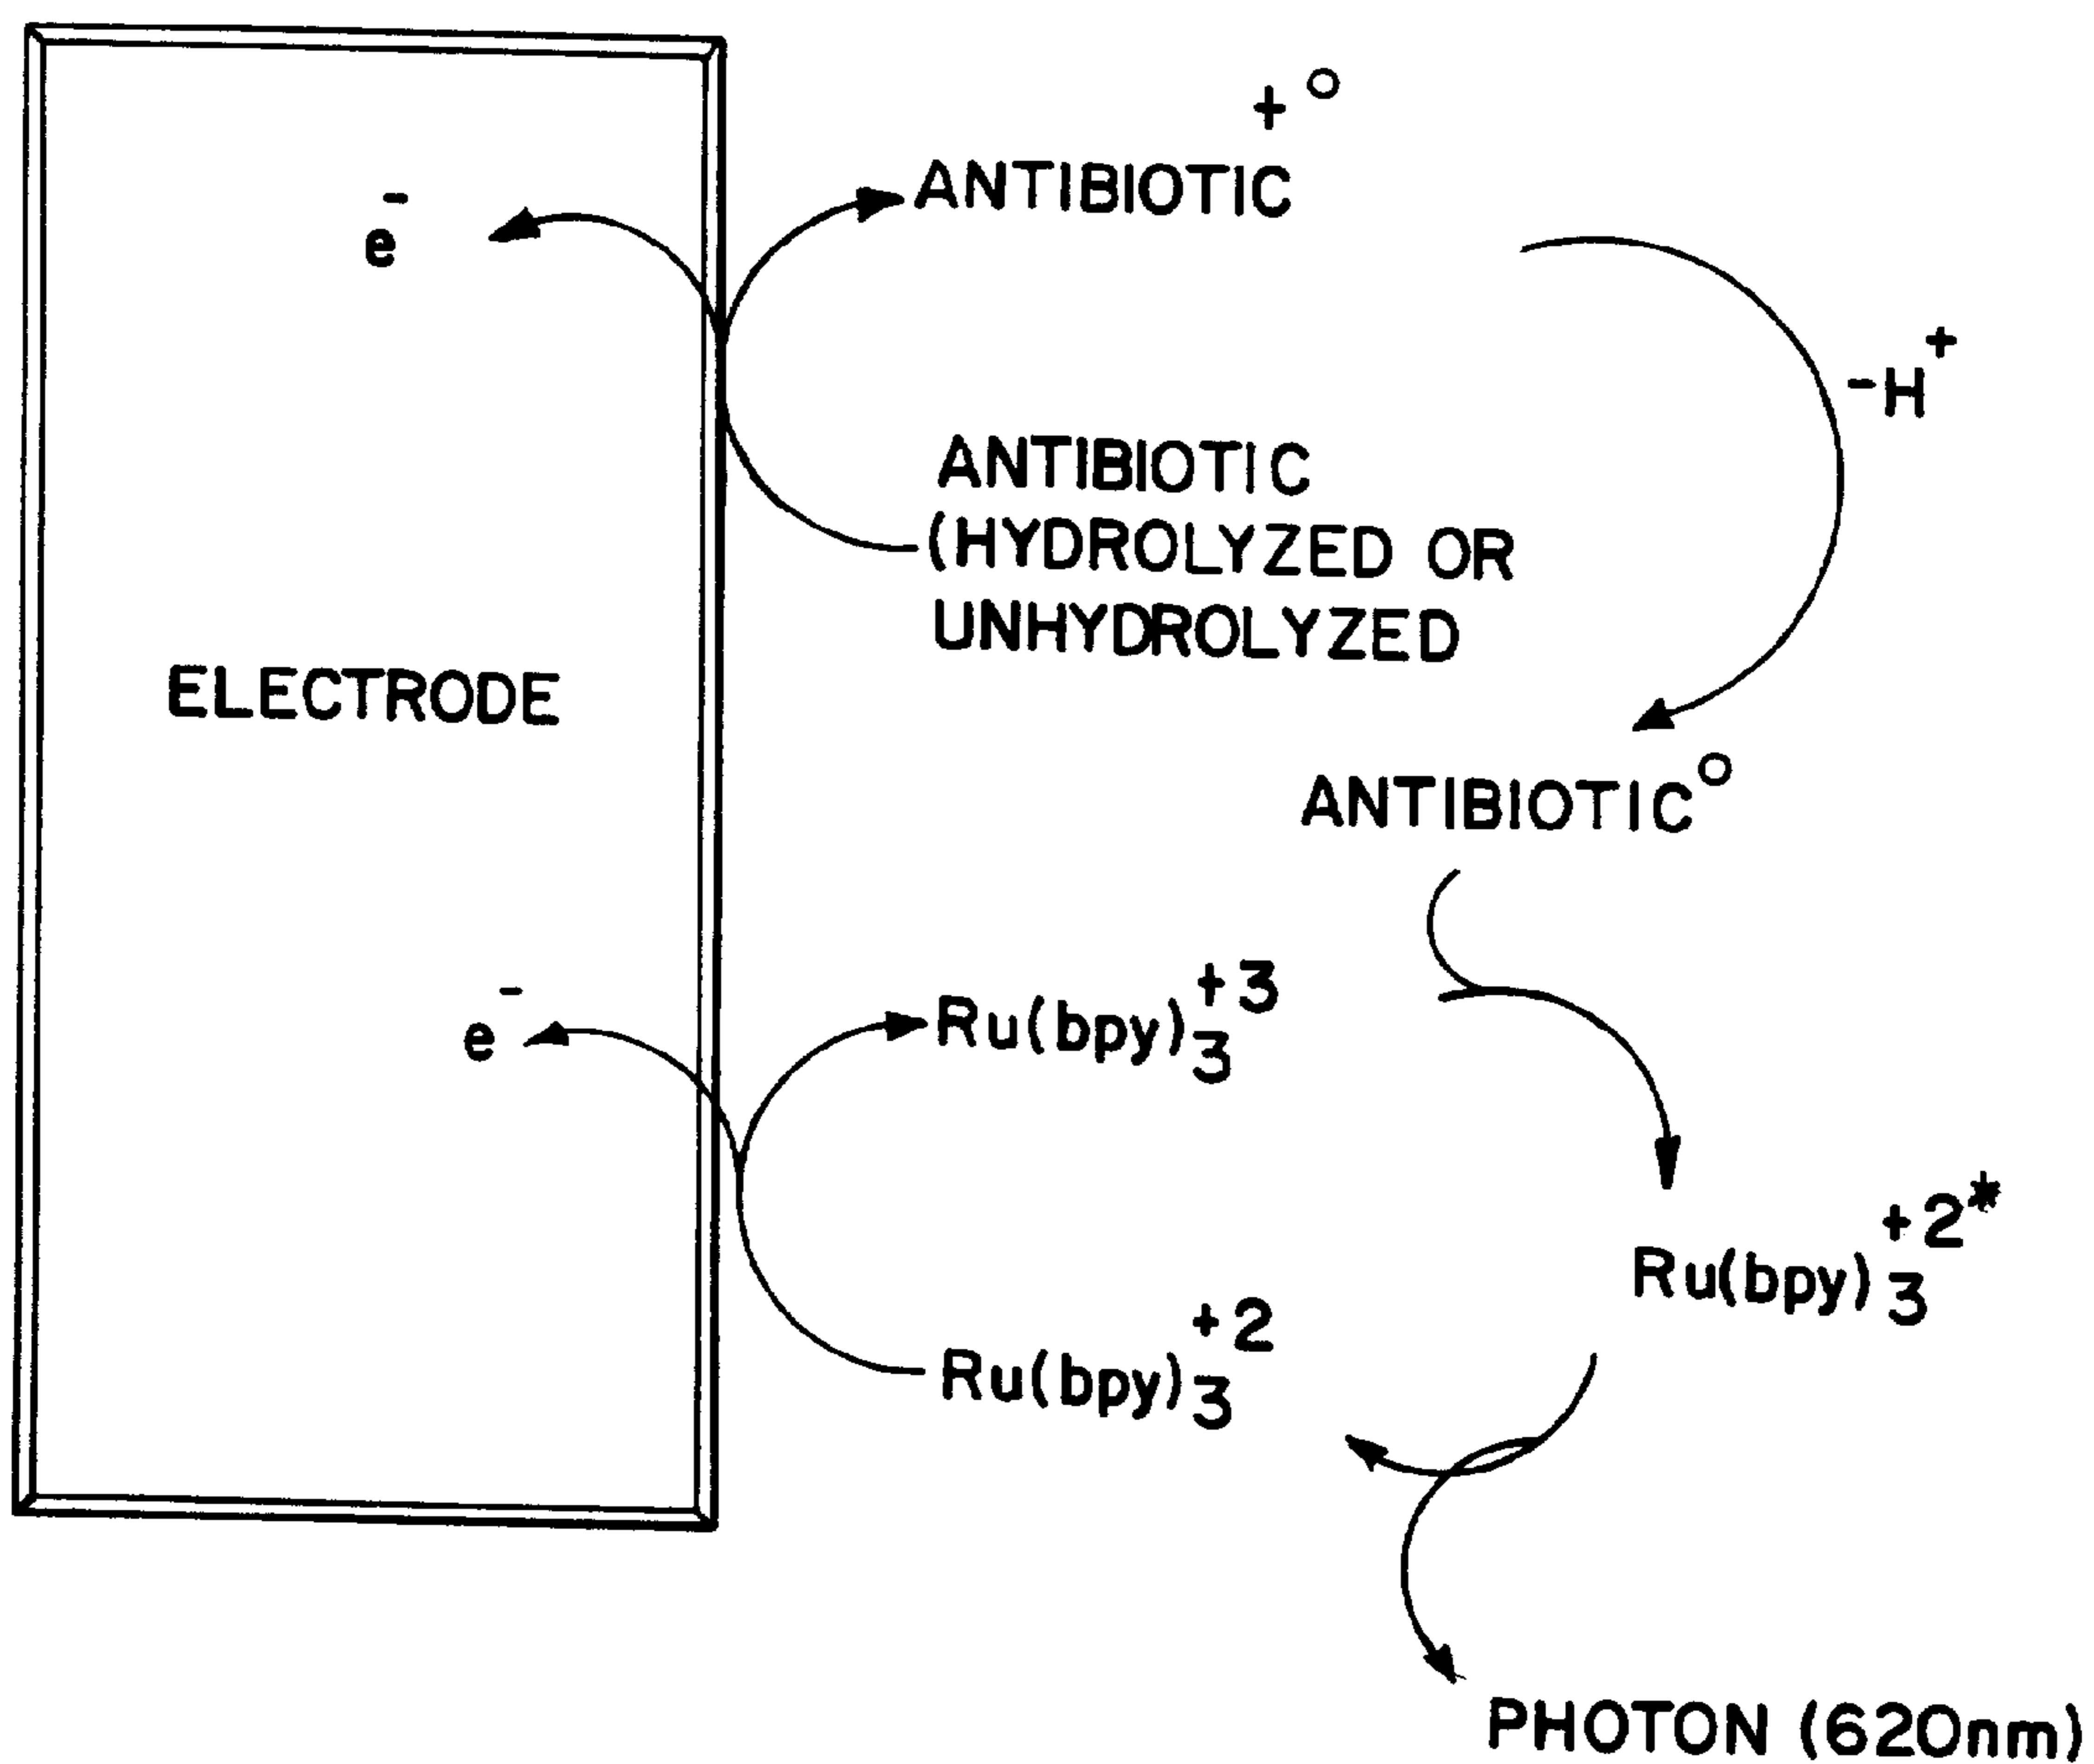 +°
ANTIBIOTIC
e⁻
-H⁺
ANTIBIOTIC
(HYDROLYZED OR
UNHYDROLYZED
ELECTRODE
ANTIBIOTIC°
e⁻
Ru(bpy)₃⁺³
Ru(bpy)₃⁺²*
Ru(bpy)₃⁺²
PHOTON (620nm)